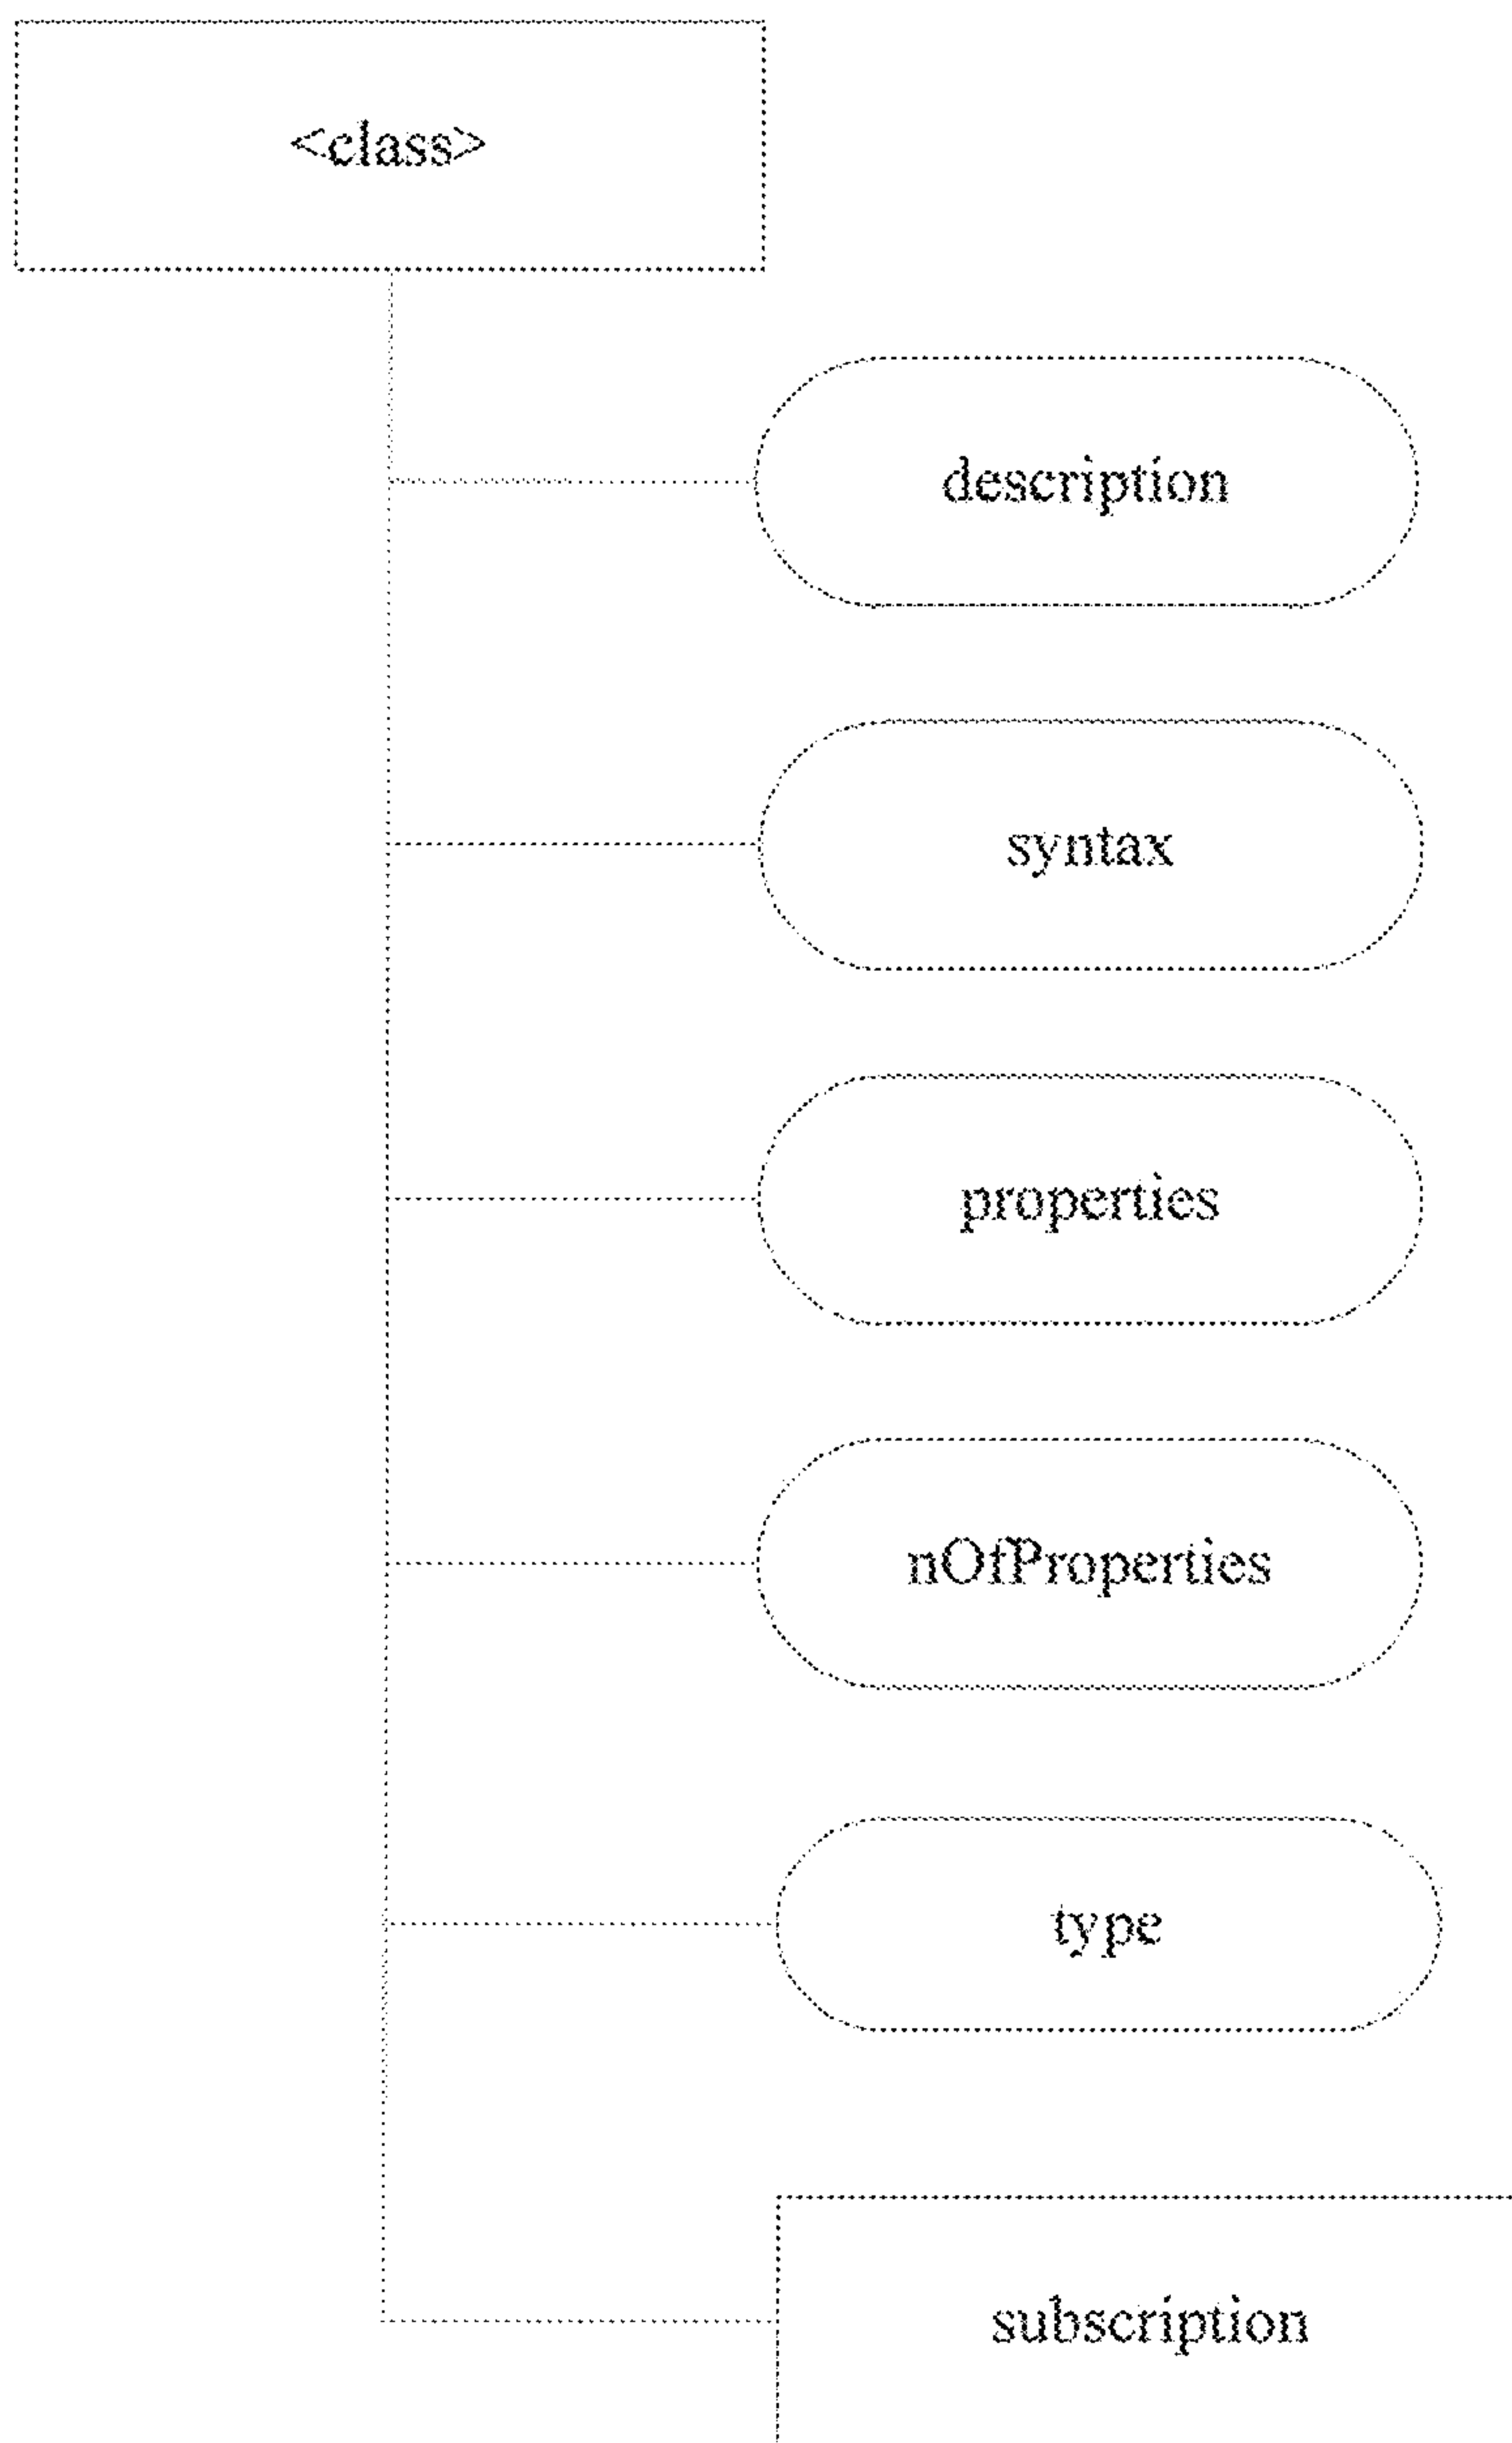 <class>
description
syntax
properties
nOfProperties
type
subscription